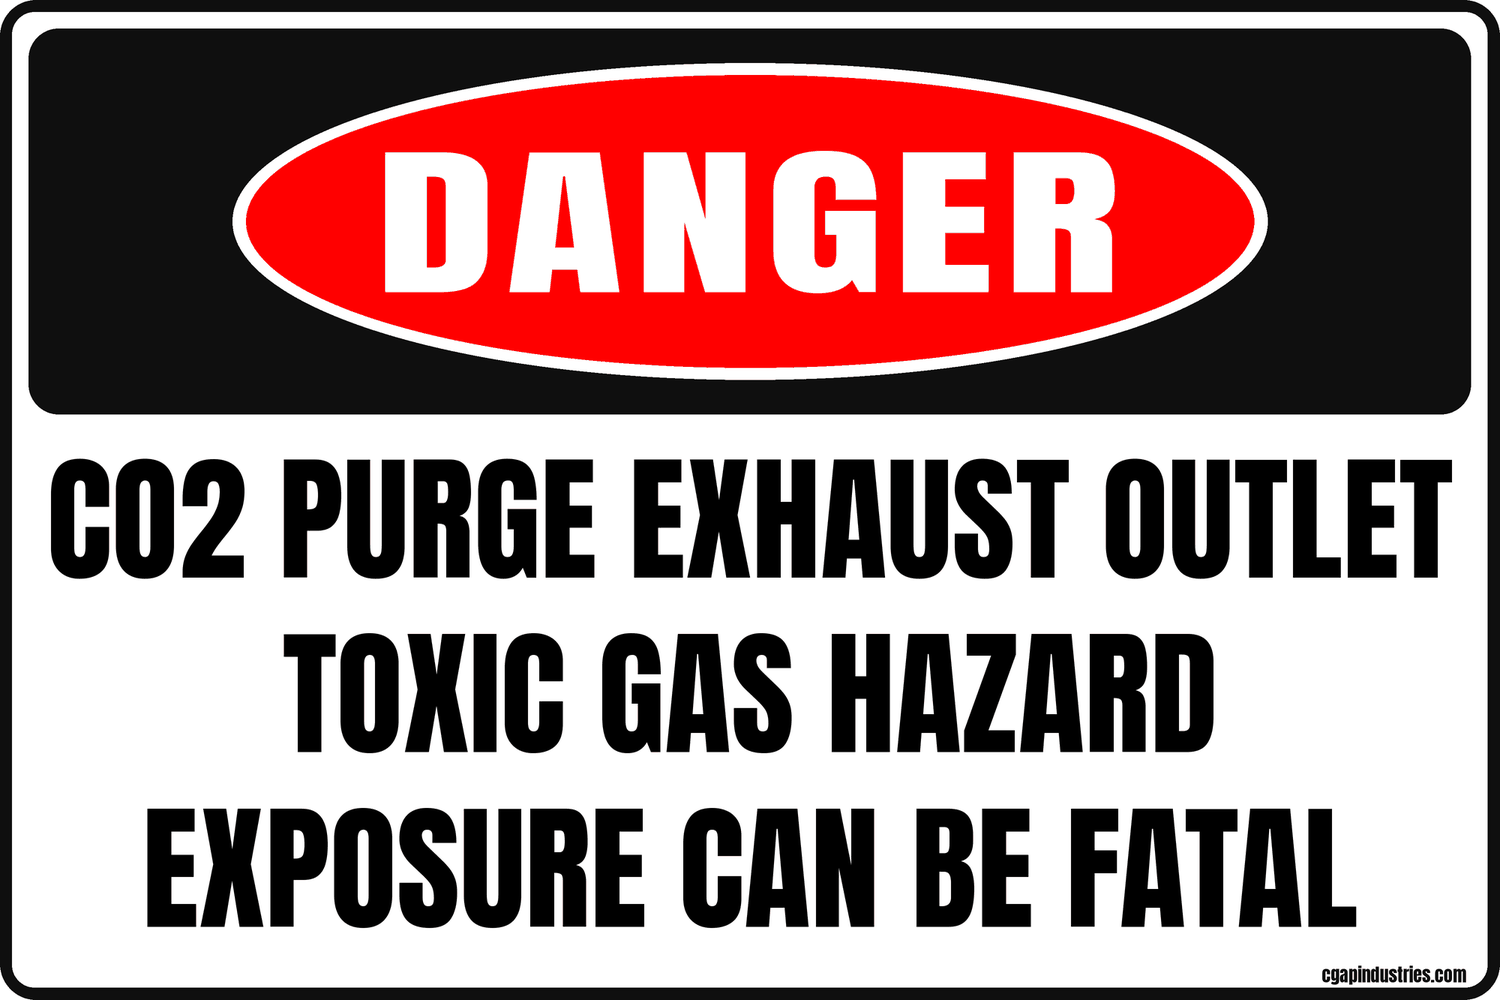 DANGER
CO2 PURGE EXHAUST OUTLET
TOXIC GAS HAZARD
EXPOSURE CAN BE FATAL
cgapindustries.com